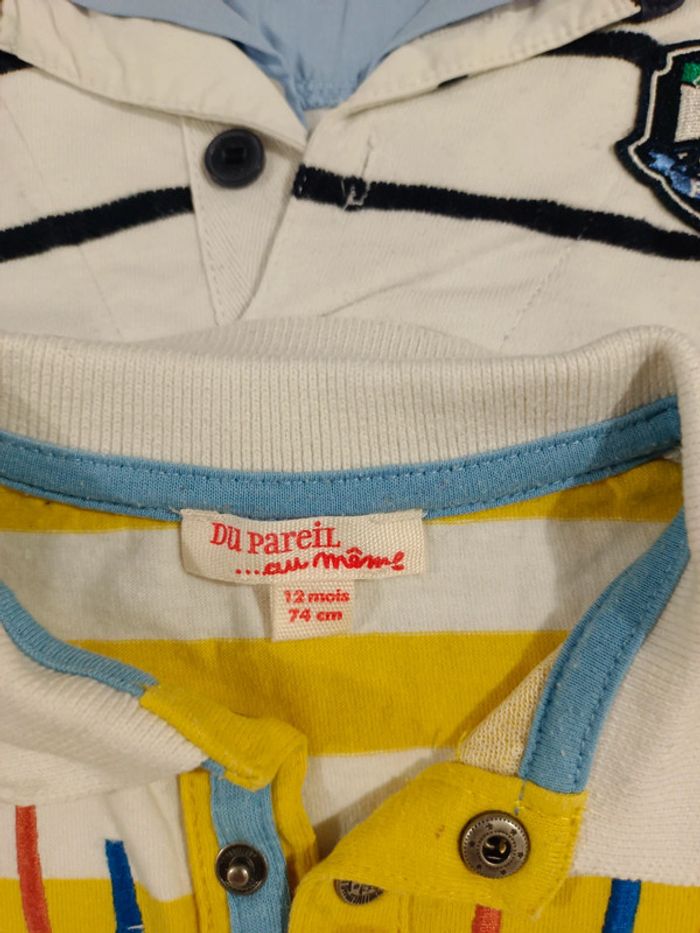 DU PAREIL
...au même
12 mois
74 cm